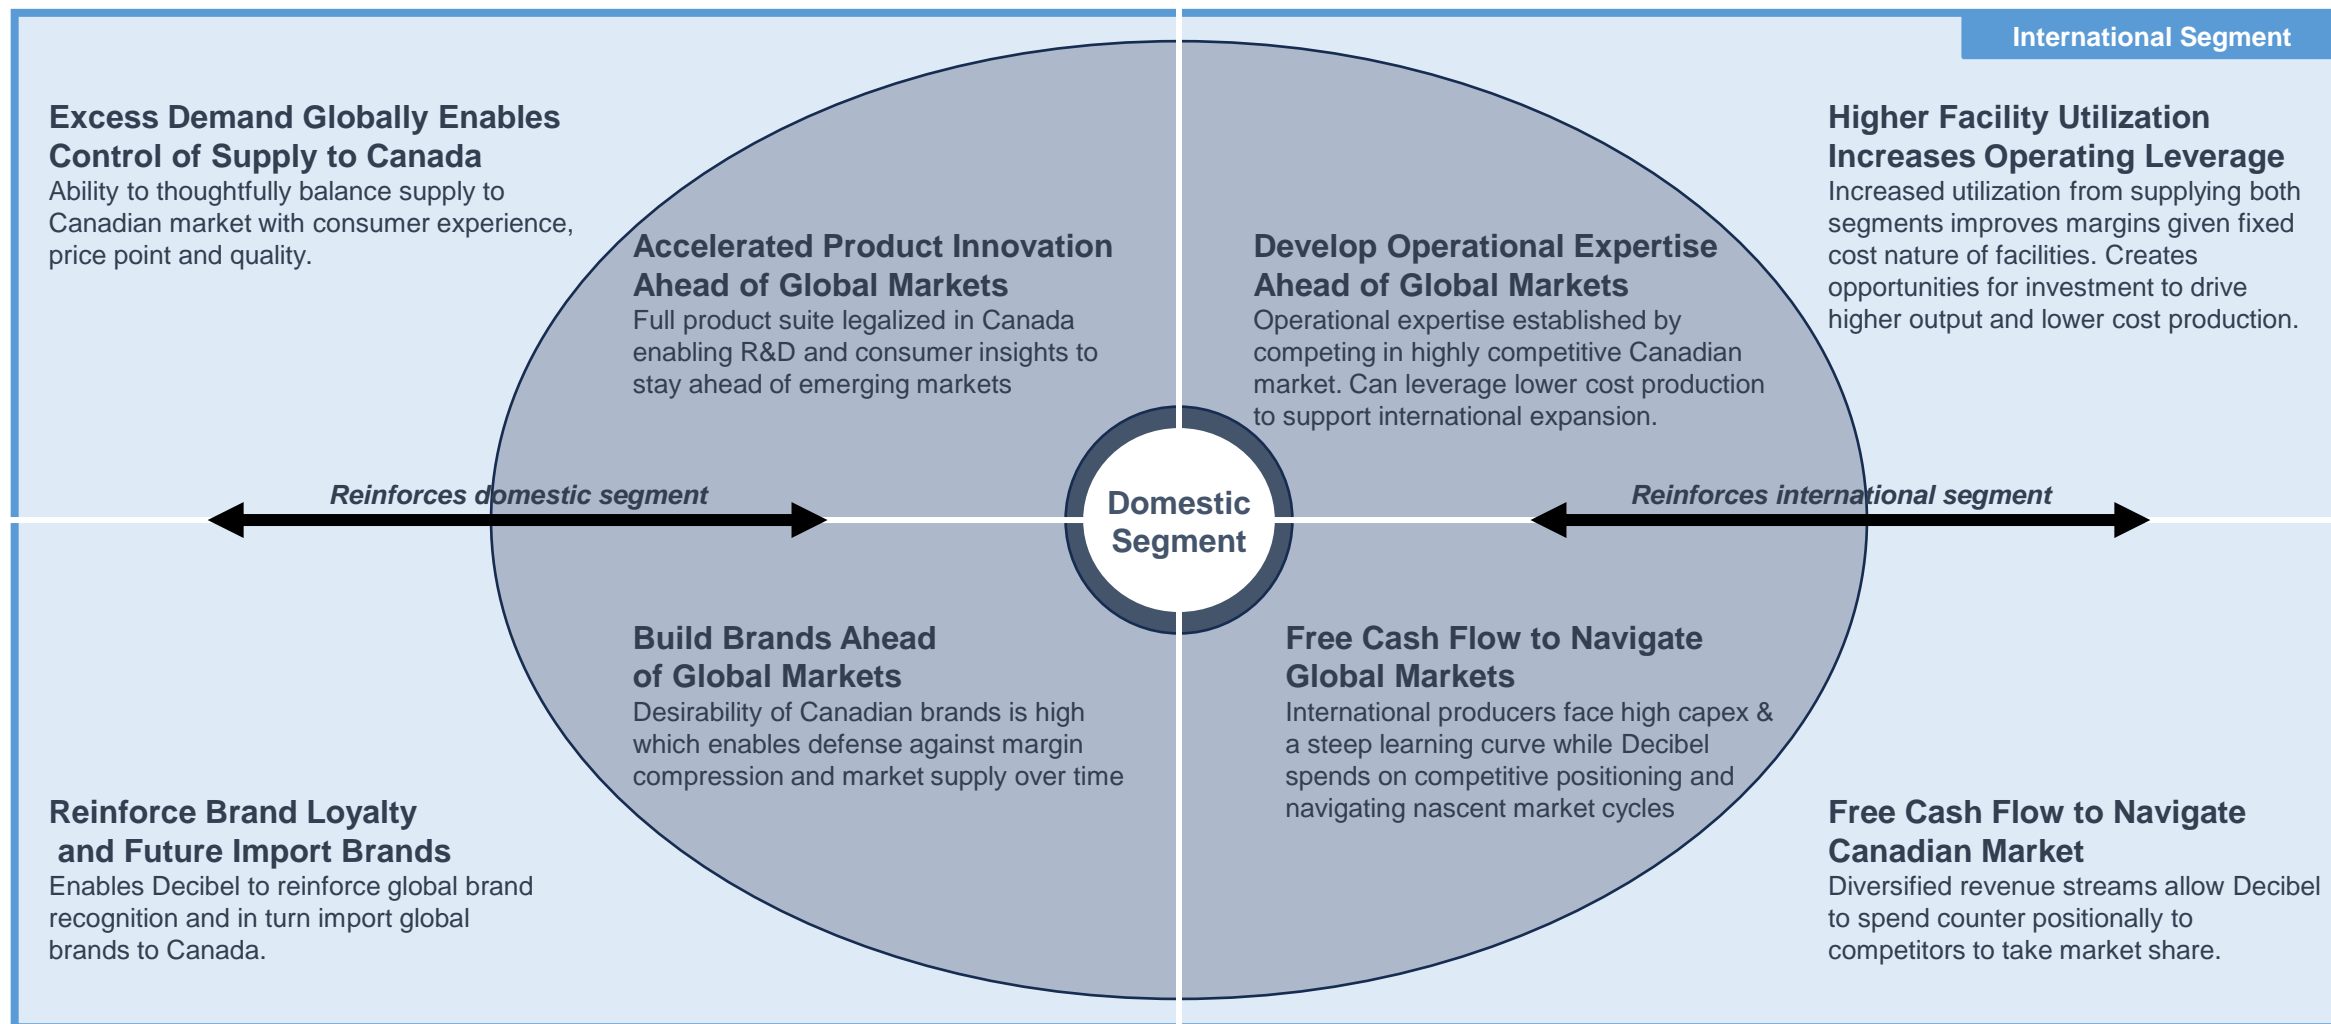 International Segment
Excess Demand Globally Enables
Control of Supply to Canada
Ability to thoughtfully balance supply to
Canadian market with consumer experience,
price point and quality.
Accelerated Product Innovation
Ahead of Global Markets
Full product suite legalized in Canada
enabling R&D and consumer insights to
stay ahead of emerging markets
Develop Operational Expertise
Ahead of Global Markets
Operational expertise established by
competing in highly competitive Canadian
market. Can leverage lower cost production
to support international expansion.
Higher Facility Utilization
Increases Operating Leverage
Increased utilization from supplying both
segments improves margins given fixed
cost nature of facilities. Creates
opportunities for investment to drive
higher output and lower cost production.
Reinforces domestic segment
Domestic
Segment
Reinforces international segment
Build Brands Ahead
of Global Markets
Desirability of Canadian brands is high
which enables defense against margin
compression and market supply over time
Free Cash Flow to Navigate
Global Markets
International producers face high capex &
a steep learning curve while Decibel
spends on competitive positioning and
navigating nascent market cycles
Reinforce Brand Loyalty
and Future Import Brands
Enables Decibel to reinforce global brand
recognition and in turn import global
brands to Canada.
Free Cash Flow to Navigate
Canadian Market
Diversified revenue streams allow Decibel
to spend counter positionally to
competitors to take market share.